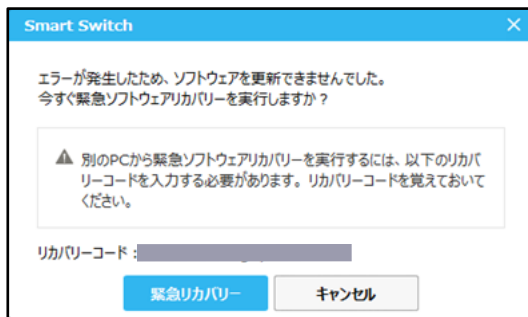 Smart Switch
エラーが発生したため、ソフトウェアを更新できませんでした。
今すぐ緊急ソフトウェアリカバリーを実行しますか？
別のPCから緊急ソフトウェアリカバリーを実行するには、以下のリカバ
リーコードを入力する必要があります。リカバリーコードを覚えておいて
ください。
リカバリーコード：
緊急リカバリー
キャンセル